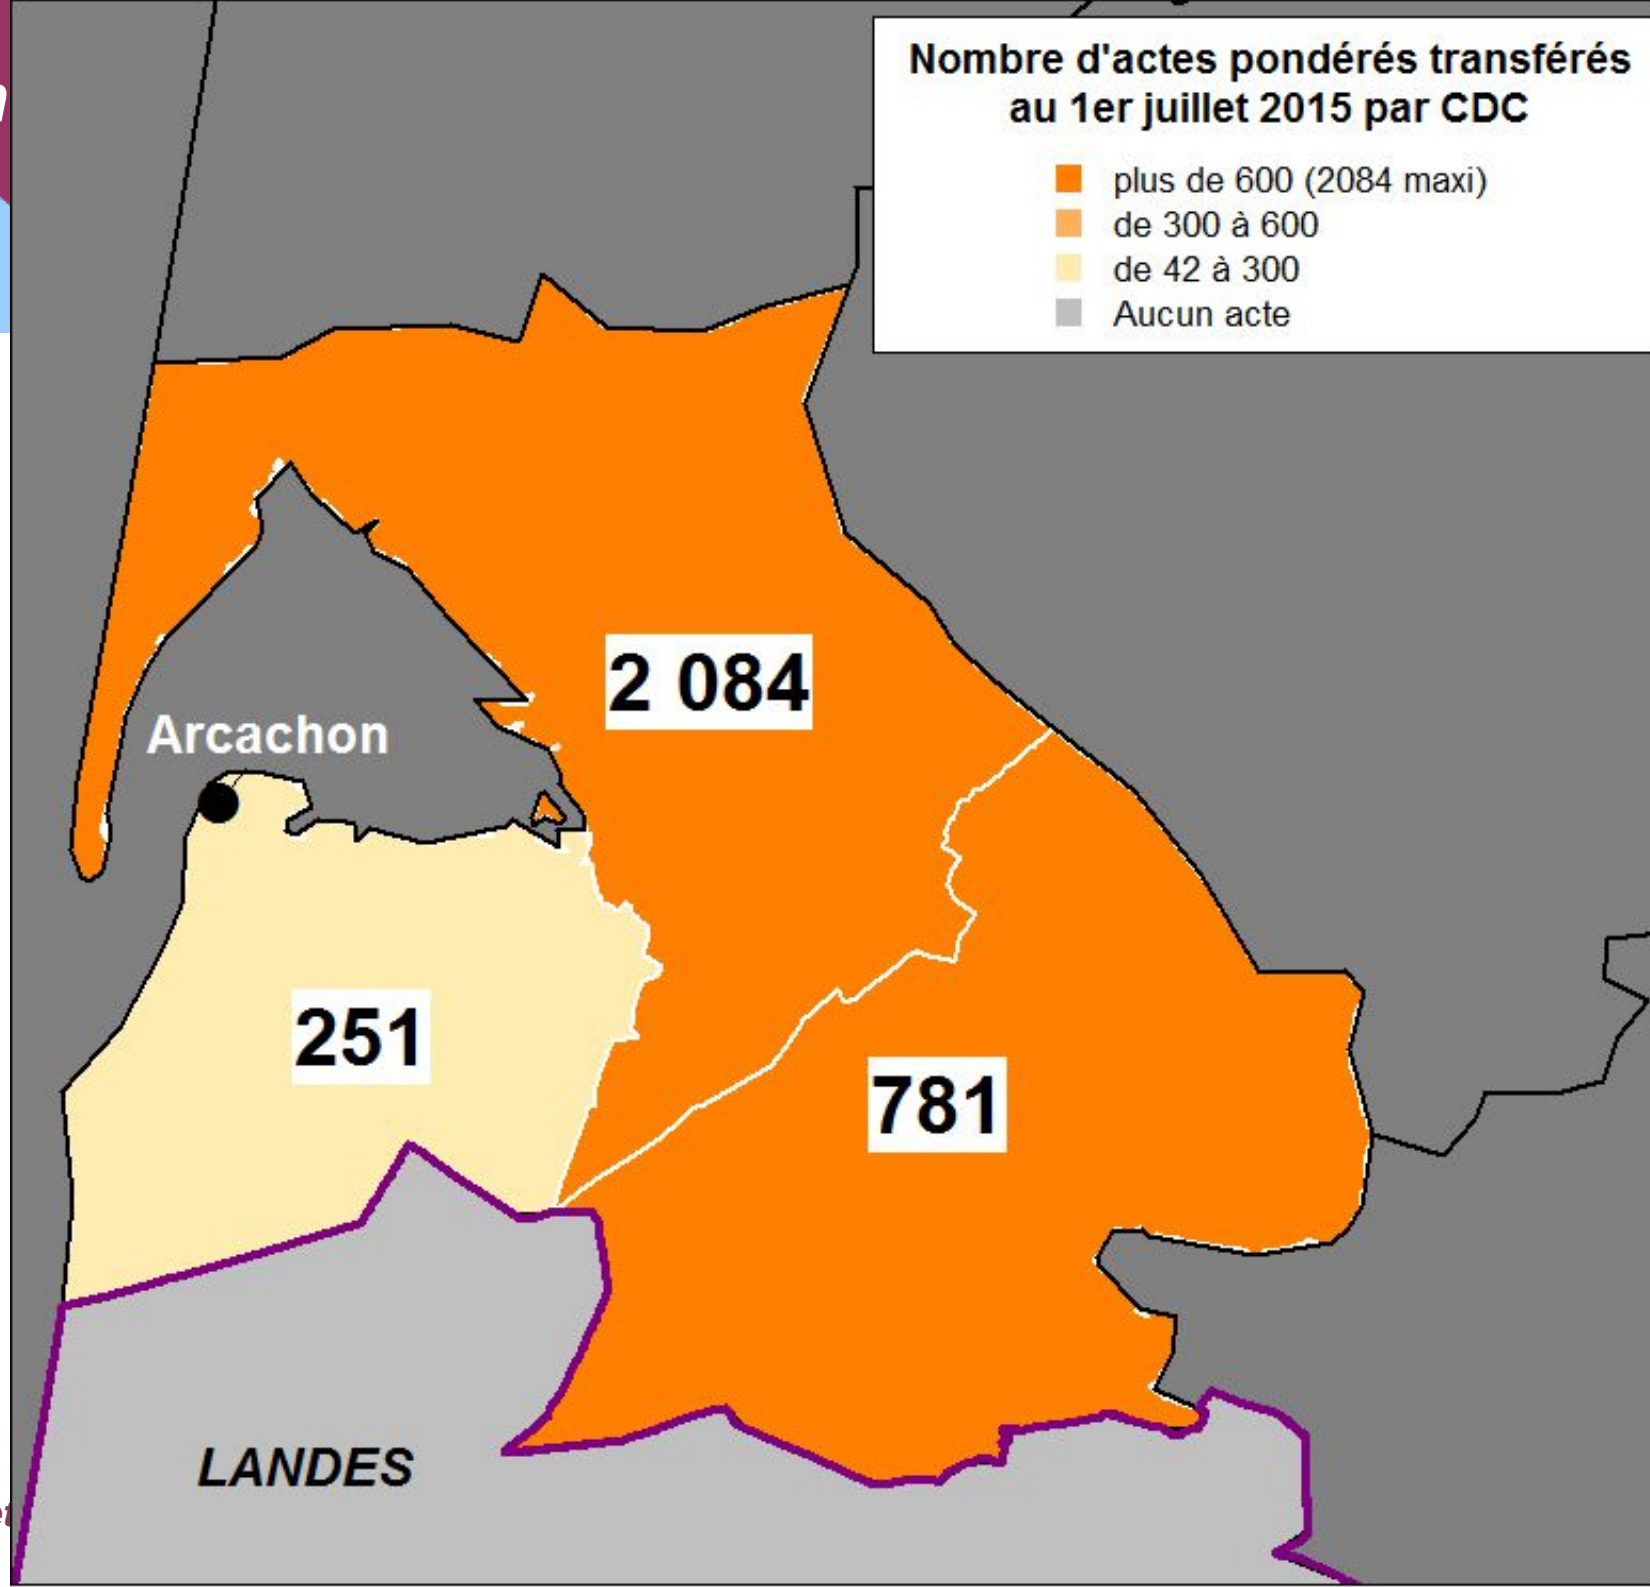 Nombre d'actes pondérés transférés
au 1er juillet 2015 par CDC
plus de 600 (2084 maxi)
de 300 à 600
de 42 à 300
Aucun acte
2 084
Arcachon
251
781
LANDES